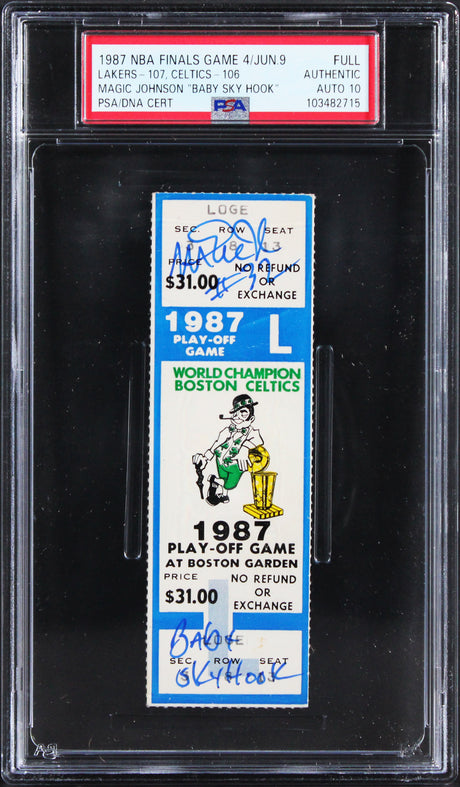 1987 NBA FINALS GAME 4/JUN.9 FULL
LAKERS-107, CELTICS-106 AUTHENTIC
MAGIC JOHNSON "BABY SKY HOOK" AUTO 10
PSA/DNA CERT PSA 103482715
LOGE
SEC. ROW SEAT
8 13
PRICE NO REFUND
$31.00 OR
EXCHANGE
#32
1987
PLAY-OFF
GAME
L
WORLD CHAMPION
BOSTON CELTICS
1987
PLAY-OFF GAME
AT BOSTON GARDEN
PRICE NO REFUND
$31.00 OR
EXCHANGE
LOGE
BABY
SEC. ROW SEAT
SKYHOOK